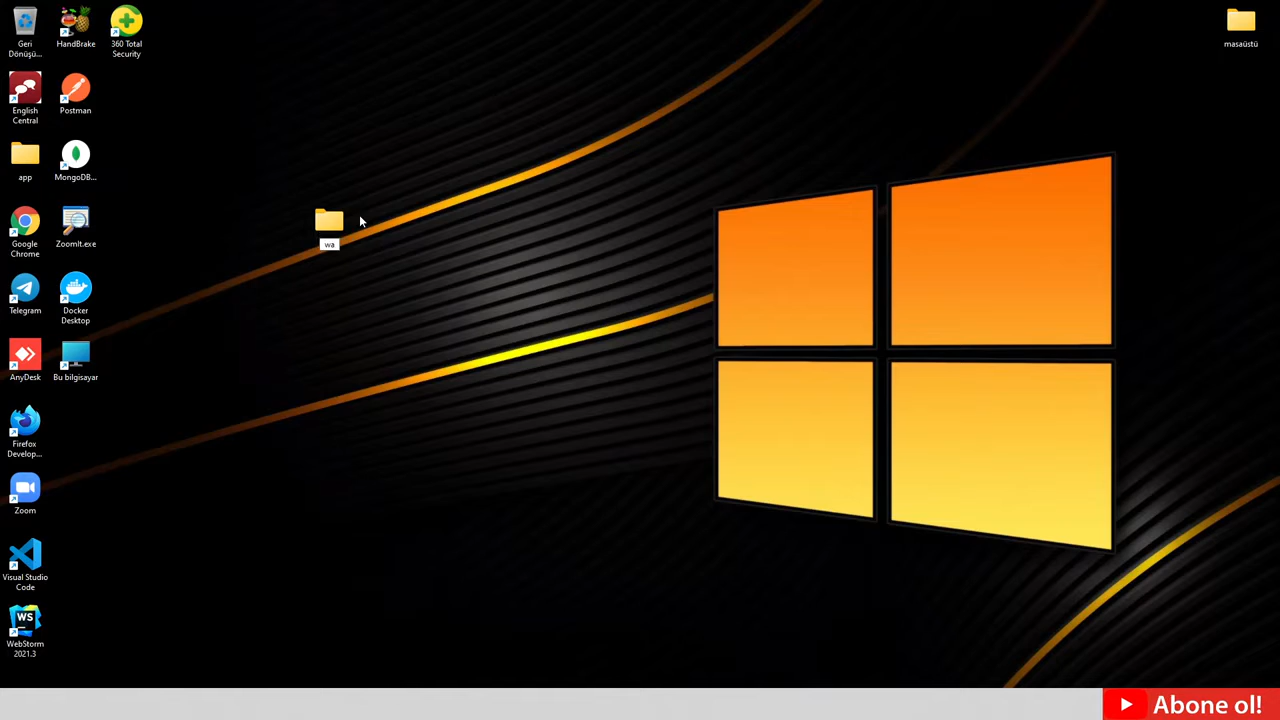 Geri
Dönüşü...
HandBrake
360 Total
Security
masaüstü
English
Central
Postman
app
MongoDB...
Google
Chrome
ZoomIt.exe
wa
Telegram
Docker
Desktop
AnyDesk
Bu bilgisayar
Firefox
Develop...
Zoom
Visual Studio
Code
WS
WebStorm
2021.3
Abone ol!